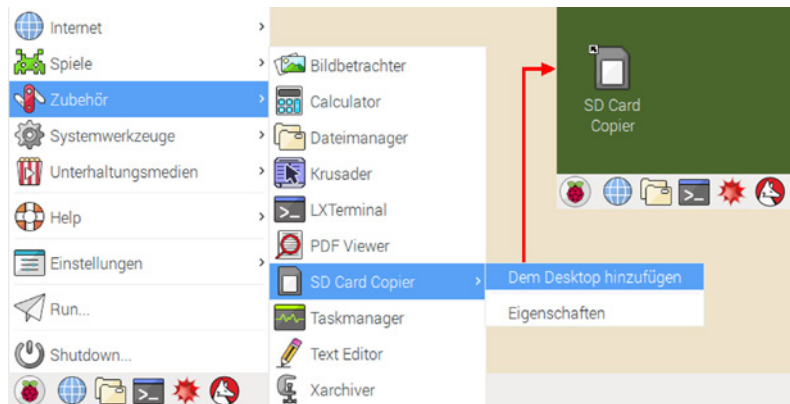 Internet
Spiele
Zubehör
Systemwerkzeuge
Unterhaltungsmedien
Help
Einstellungen
Run...
Shutdown...
Bildbetrachter
Calculator
Dateimanager
Krusader
LXTerminal
PDF Viewer
SD Card Copier
Taskmanager
Text Editor
Xarchiver
Dem Desktop hinzufügen
Eigenschaften
SD Card
Copier